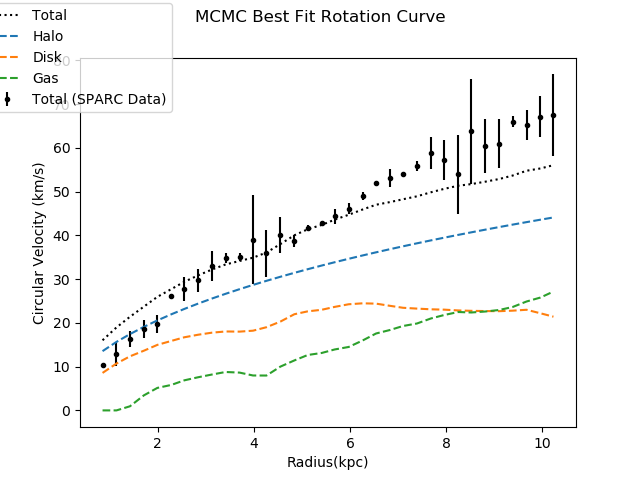 MCMC Best Fit Rotation Curve
Total
Halo
Disk
Gas
Total (SPARC Data)
80
70
60
50
40
30
20
10
0
Circular Velocity (km/s)
2
4
6
8
10
Radius(kpc)